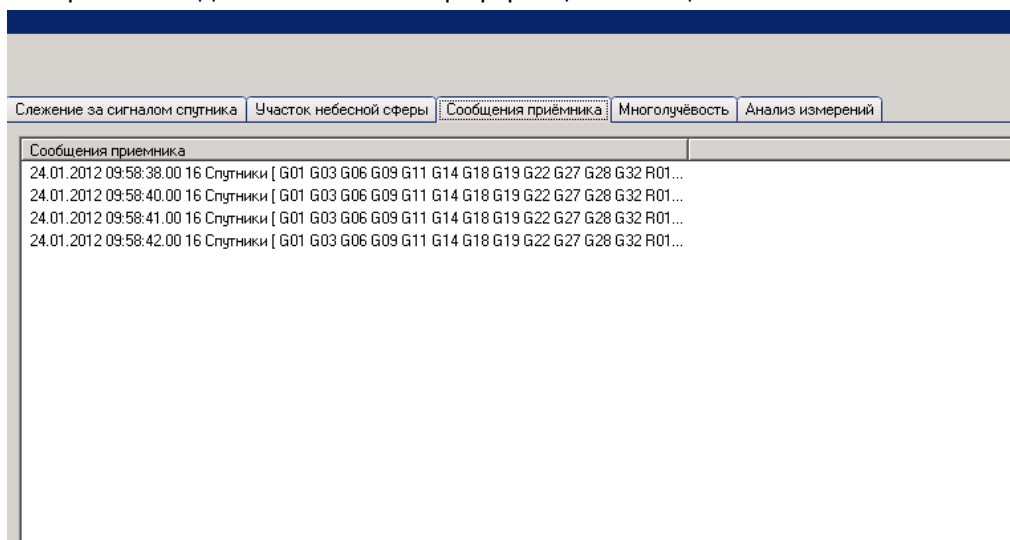 Слежение за сигналом спутника Участок небесной сферы Сообщения приёмника Многолучёвость Анализ измерений
Сообщения приемника
24.01.2012 09:58:38.00 16 Спутники [ G01 G03 G06 G09 G11 G14 G18 G19 G22 G27 G28 G32 R01...
24.01.2012 09:58:40.00 16 Спутники [ G01 G03 G06 G09 G11 G14 G18 G19 G22 G27 G28 G32 R01...
24.01.2012 09:58:41.00 16 Спутники [ G01 G03 G06 G09 G11 G14 G18 G19 G22 G27 G28 G32 R01...
24.01.2012 09:58:42.00 16 Спутники [ G01 G03 G06 G09 G11 G14 G18 G19 G22 G27 G28 G32 R01...